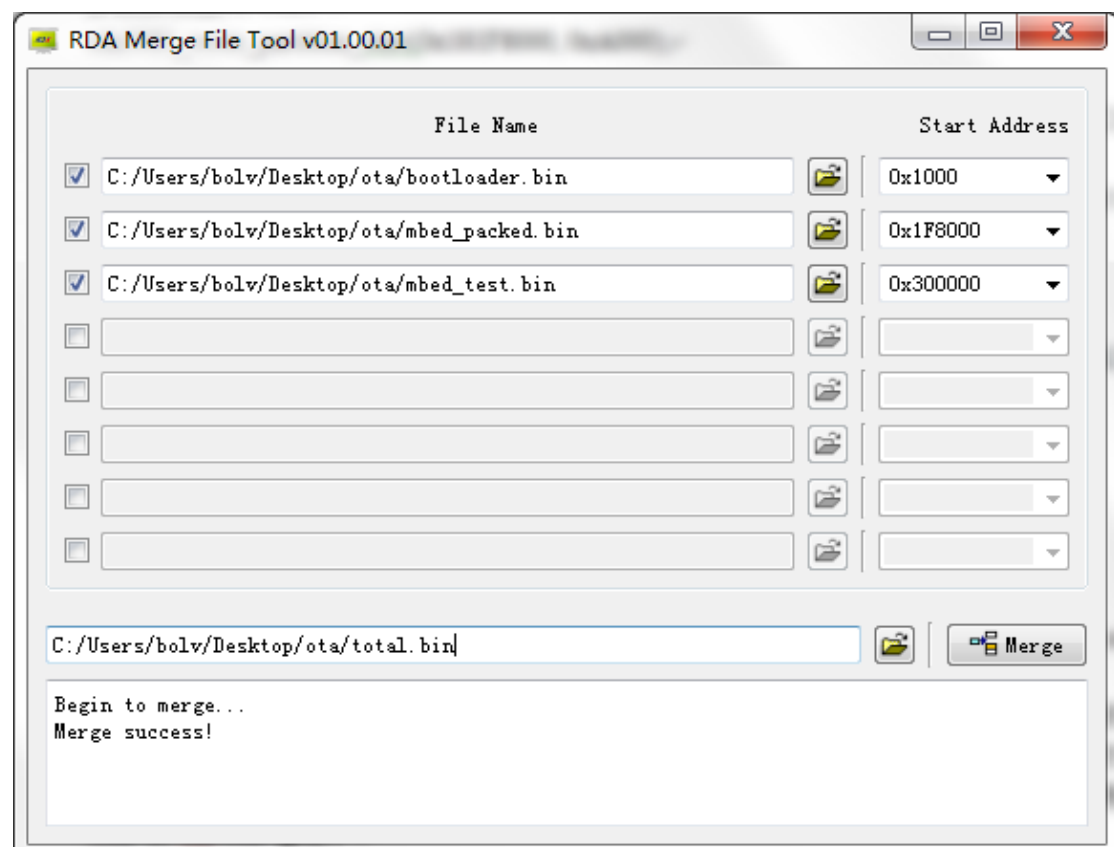 RDA Merge File Tool v01.00.01
File Name Start Address
C:/Users/bolv/Desktop/ota/bootloader.bin 0x1000
C:/Users/bolv/Desktop/ota/mbed_packed.bin 0x1F8000
C:/Users/bolv/Desktop/ota/mbed_test.bin 0x300000
C:/Users/bolv/Desktop/ota/total.bin Merge
Begin to merge...
Merge success!